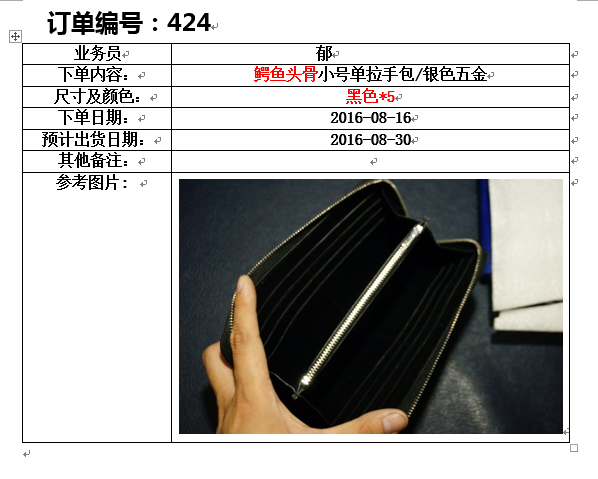 订单编号：424
业务员 郁
下单内容： 鳄鱼头骨小号单拉手包/银色五金
尺寸及颜色： 黑色*5
下单日期： 2016-08-16
预计出货日期： 2016-08-30
其他备注：
参考图片：